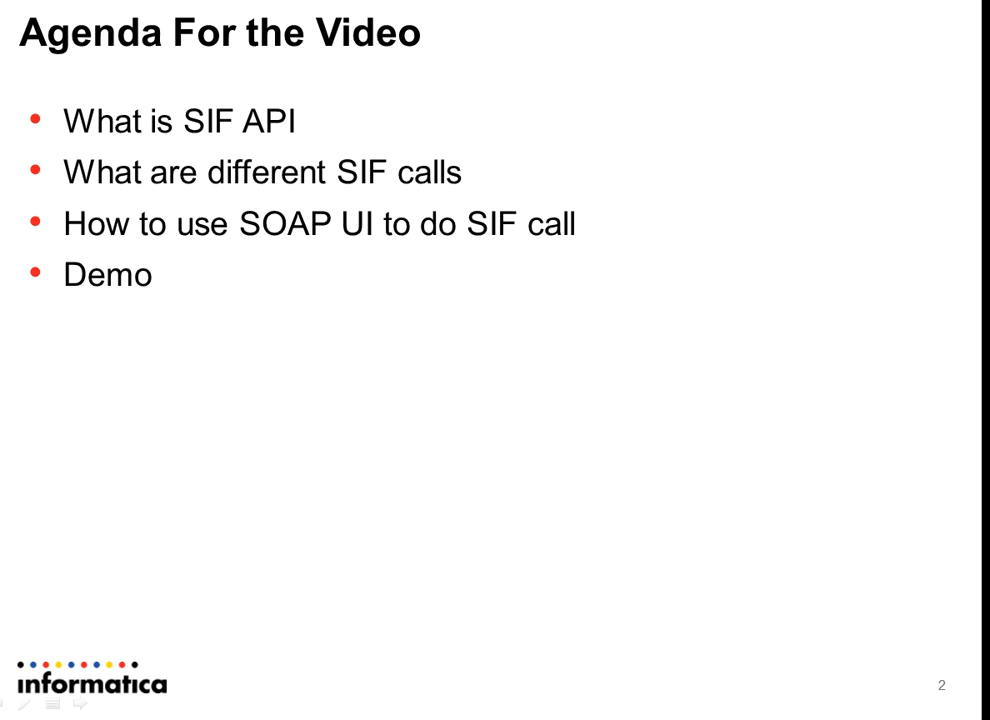 Agenda For the Video
• What is SIF API
• What are different SIF calls
• How to use SOAP UI to do SIF call
• Demo
informatica
2